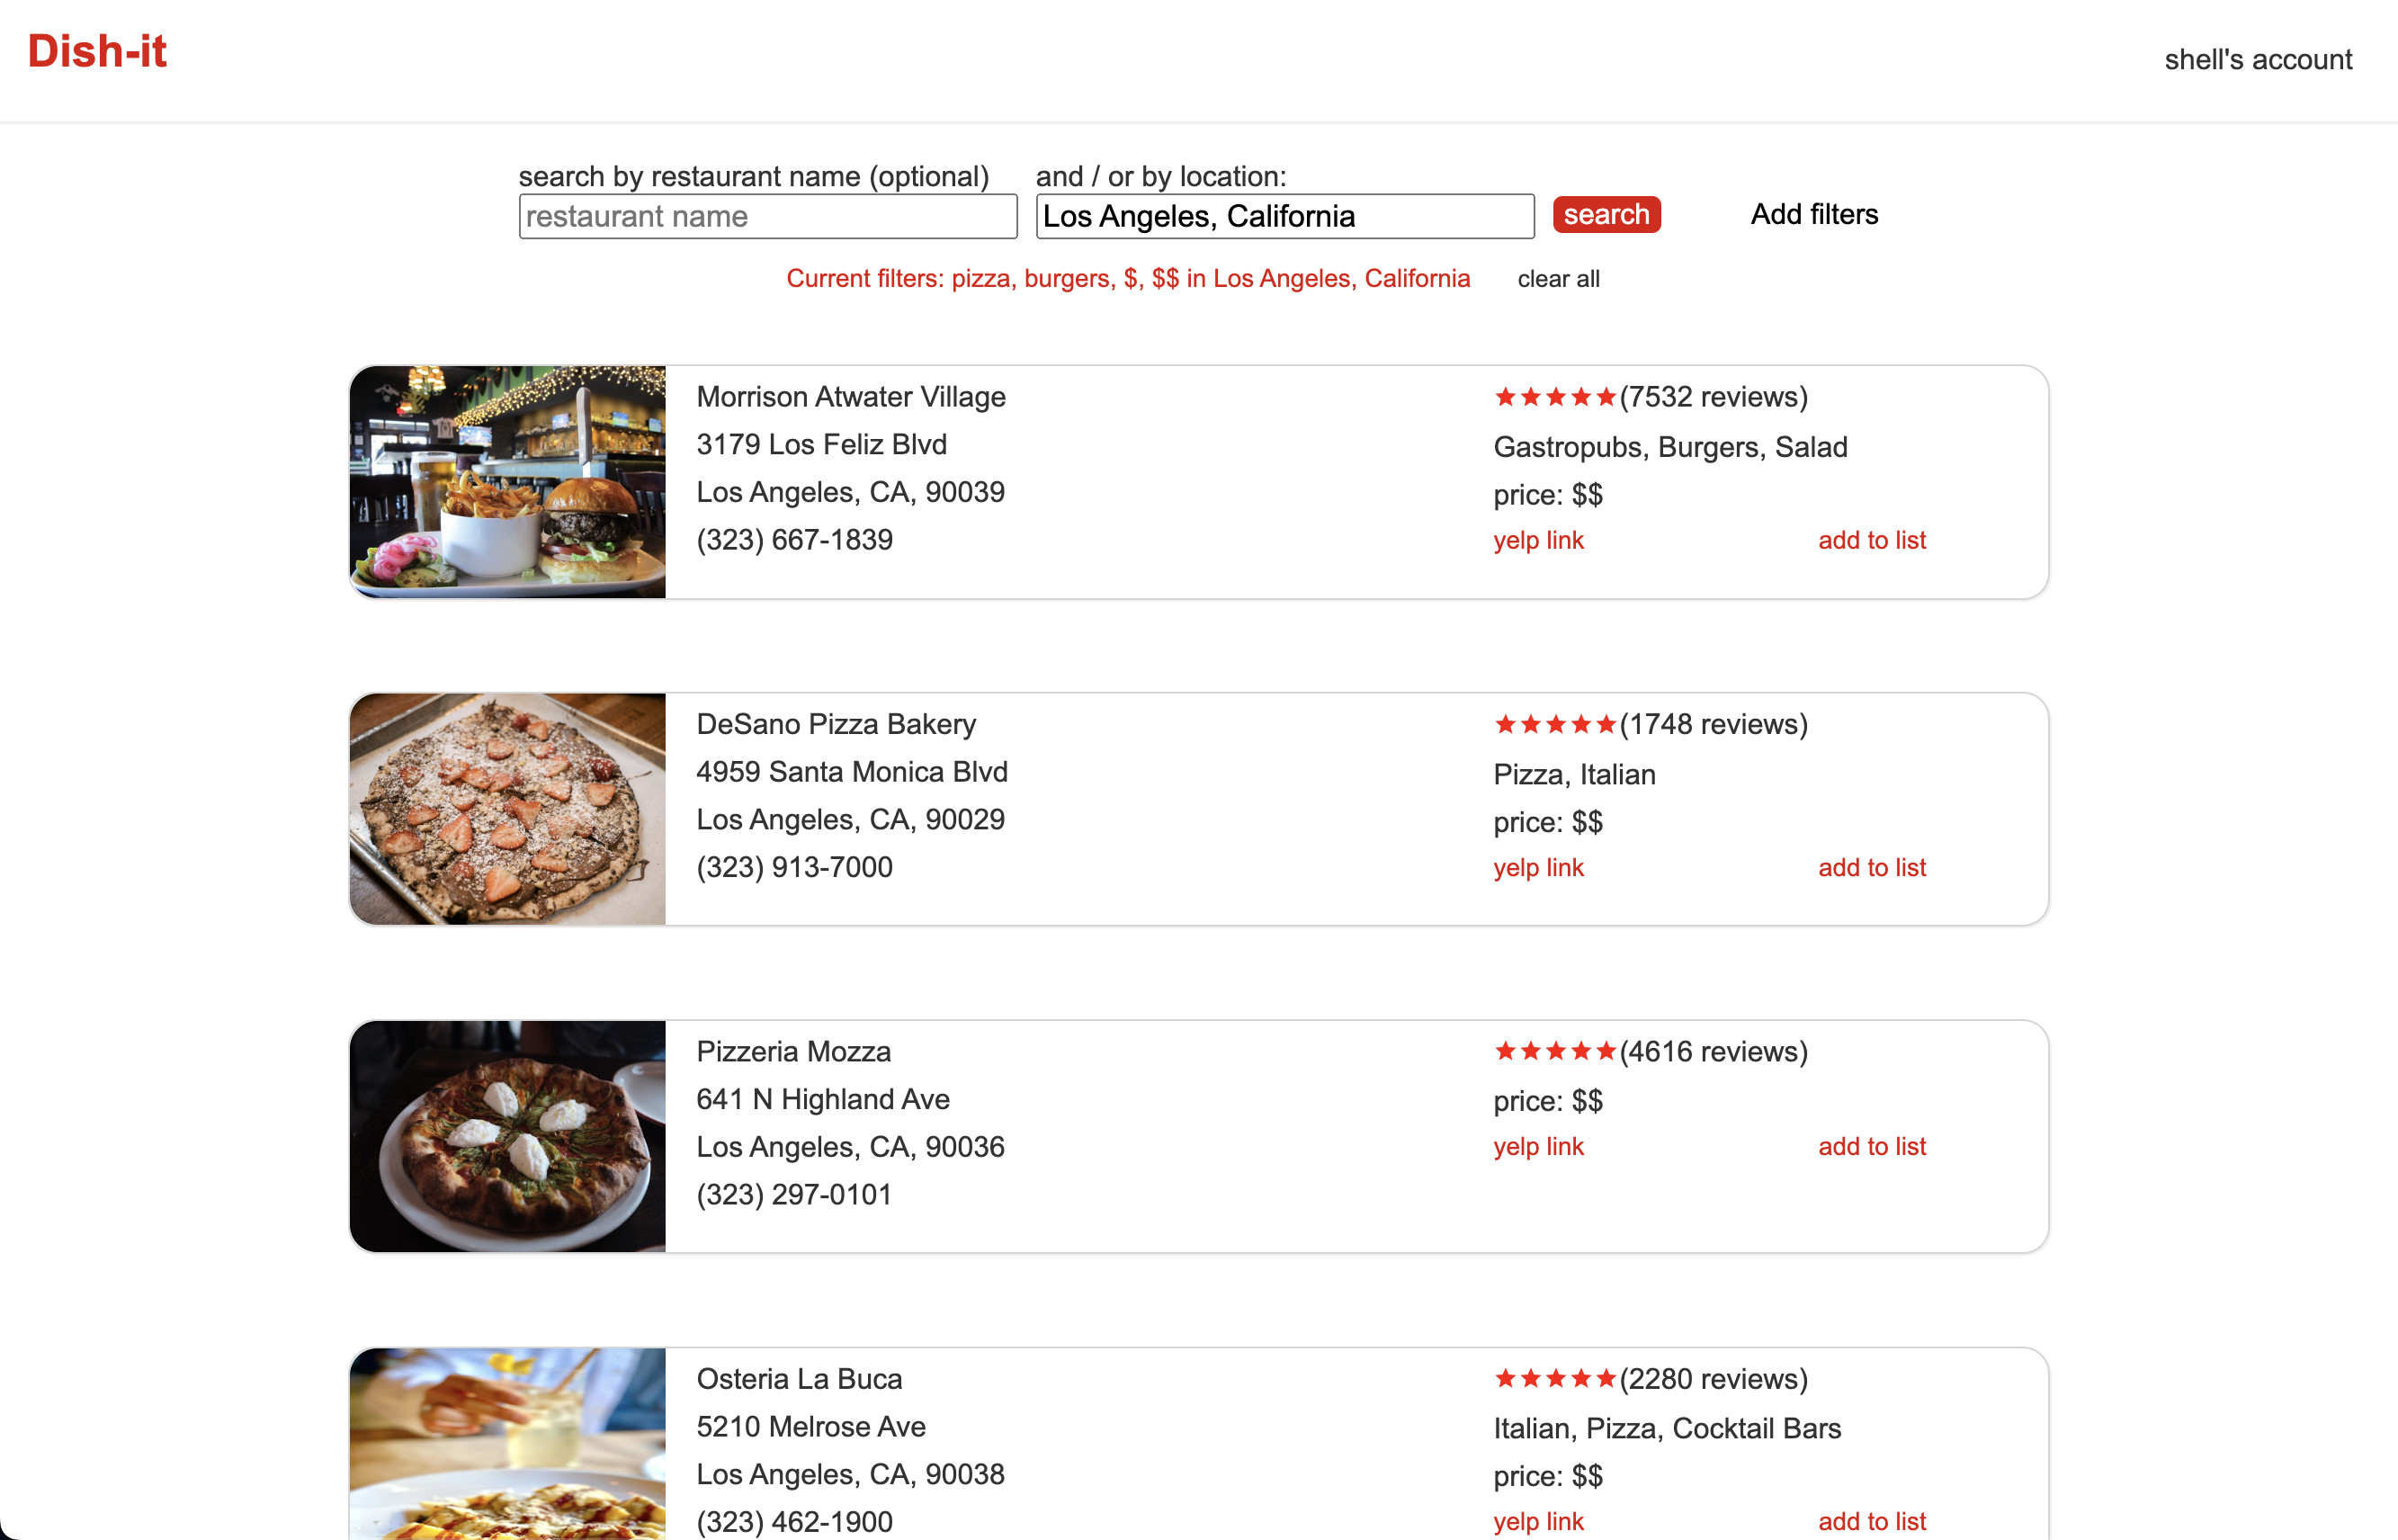 Dish-it
shell's account
search by restaurant name (optional)
and / or by location:
restaurant name
Los Angeles, California
search
Add filters
Current filters: pizza, burgers, $, $$ in Los Angeles, California
clear all
Morrison Atwater Village
3179 Los Feliz Blvd
Los Angeles, CA, 90039
(323) 667-1839
(7532 reviews)
Gastropubs, Burgers, Salad
price: $$
yelp link
add to list
DeSano Pizza Bakery
4959 Santa Monica Blvd
Los Angeles, CA, 90029
(323) 913-7000
(1748 reviews)
Pizza, Italian
price: $$
yelp link
add to list
Pizzeria Mozza
641 N Highland Ave
Los Angeles, CA, 90036
(323) 297-0101
(4616 reviews)
price: $$
yelp link
add to list
Osteria La Buca
5210 Melrose Ave
Los Angeles, CA, 90038
(323) 462-1900
(2280 reviews)
Italian, Pizza, Cocktail Bars
price: $$
yelp link
add to list